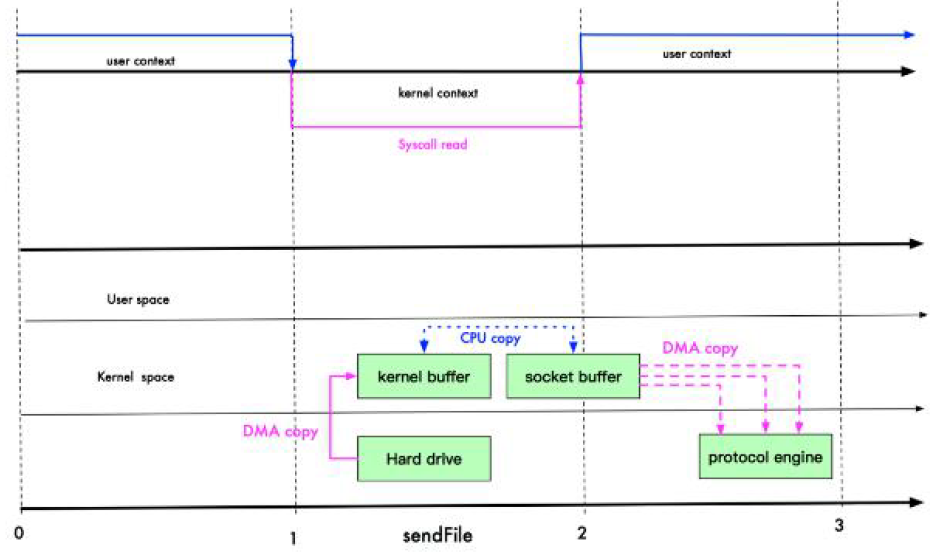 user context
user context
kernel context
Syscall read
User space
CPU copy
DMA copy
Kernel space
kernel buffer
socket buffer
DMA copy
Hard drive
protocol engine
0
1
sendFile
2
3